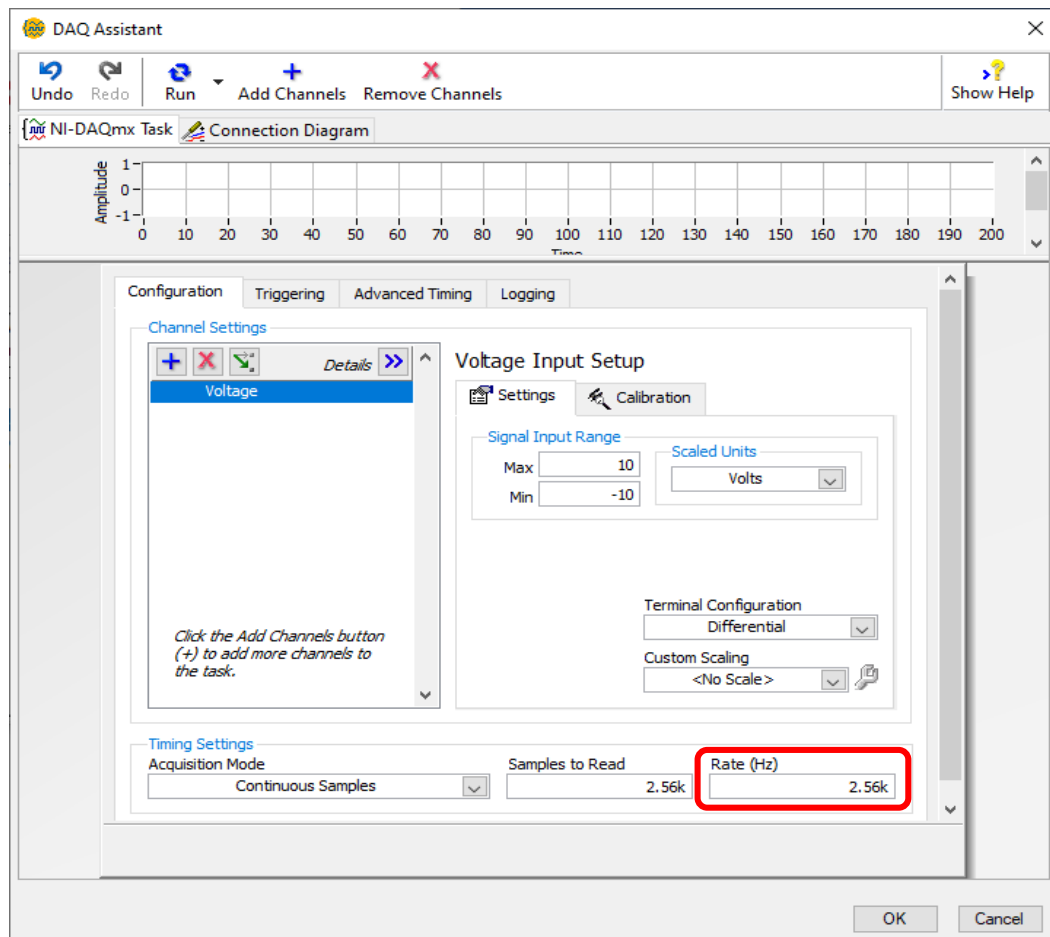 DAQ Assistant
Undo Redo Run Add Channels Remove Channels Show Help
NI-DAQmx Task Connection Diagram
Amplitude
1
0
-1
0 10 20 30 40 50 60 70 80 90 100 110 120 130 140 150 160 170 180 190 200
Time
Configuration Triggering Advanced Timing Logging
Channel Settings
Details
Voltage
Click the Add Channels button
(+) to add more channels to
the task.
Voltage Input Setup
Settings Calibration
Signal Input Range
Max 10
Min -10
Scaled Units
Volts
Terminal Configuration
Differential
Custom Scaling
<No Scale>
Timing Settings
Acquisition Mode Samples to Read Rate (Hz)
Continuous Samples 2.56k 2.56k
OK Cancel